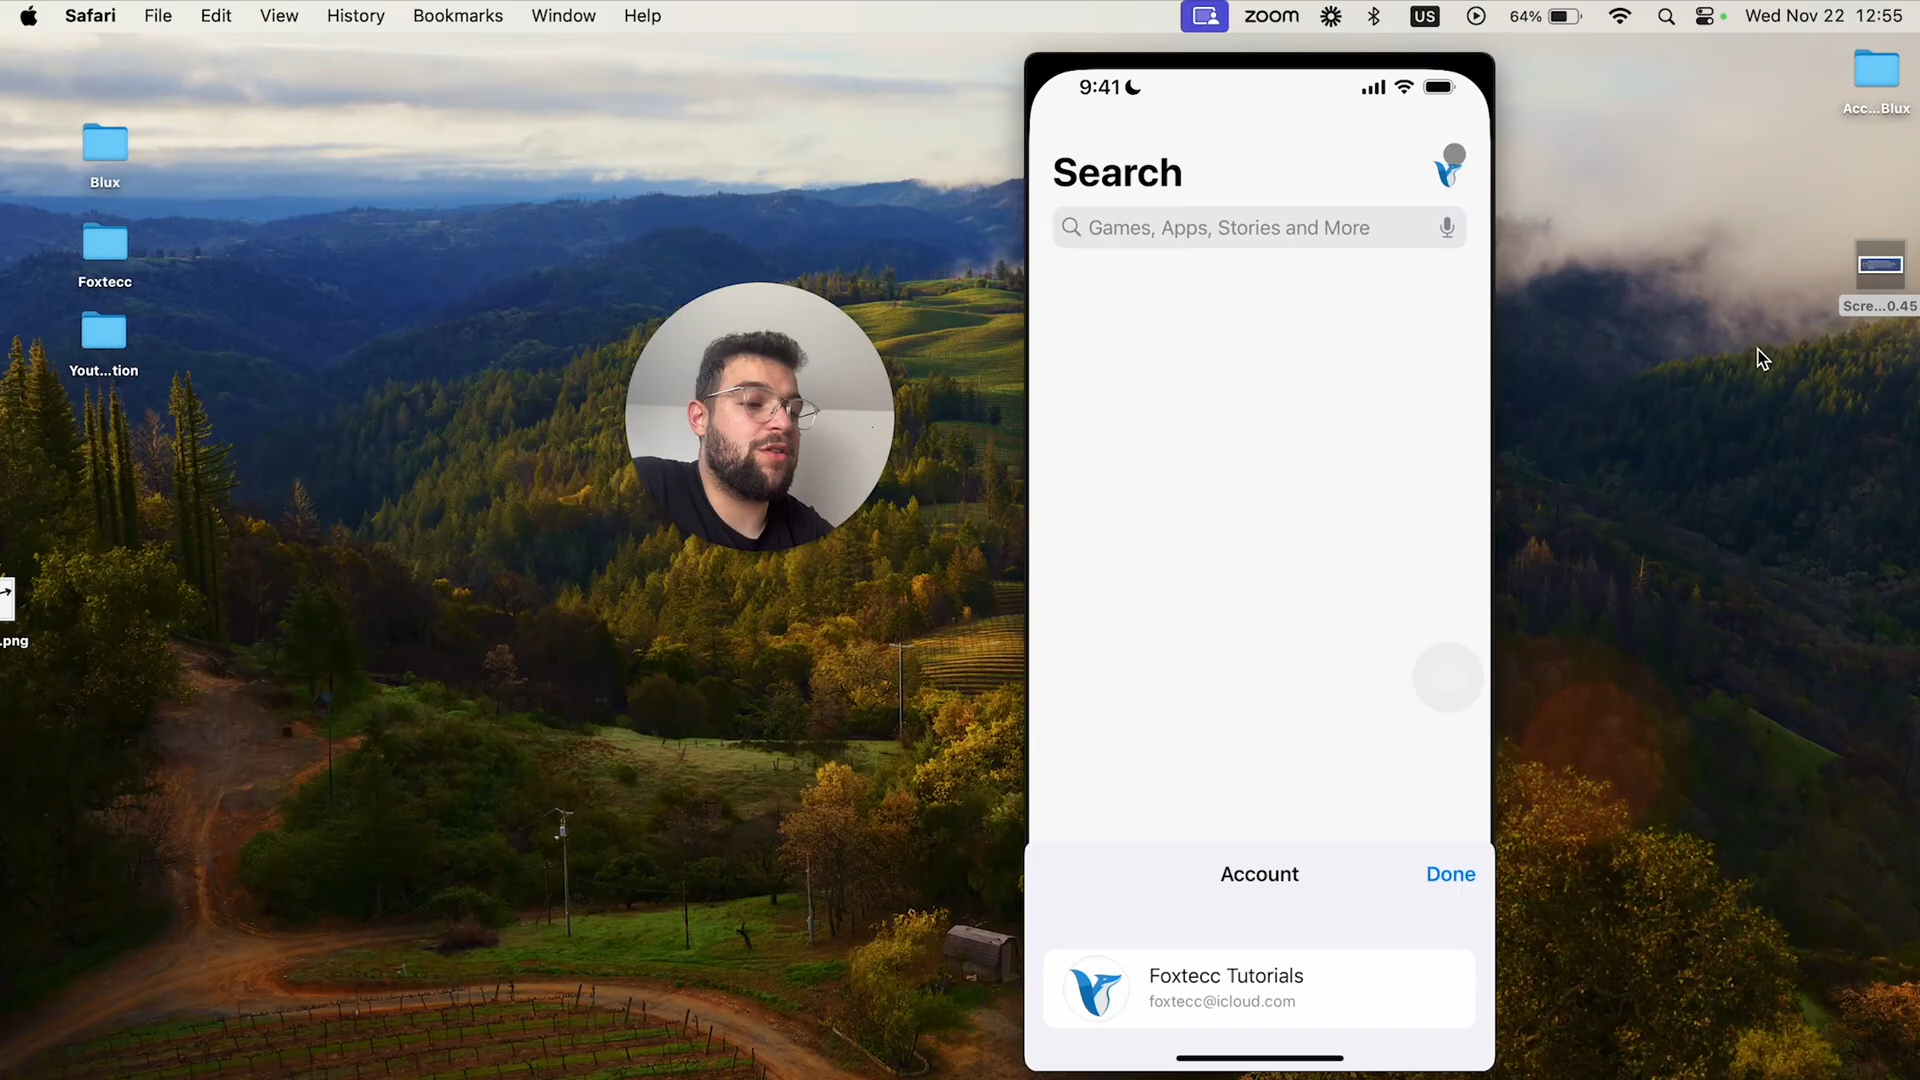 Safari File Edit View History Bookmarks Window Help zoom US 64% Wed Nov 22 12:55
Blux
Foxtecc
Yout...tion
.png
Acc...Blux
Scre...0.45
9:41
Search
Games, Apps, Stories and More
Account Done
Foxtecc Tutorials
foxtecc@icloud.com